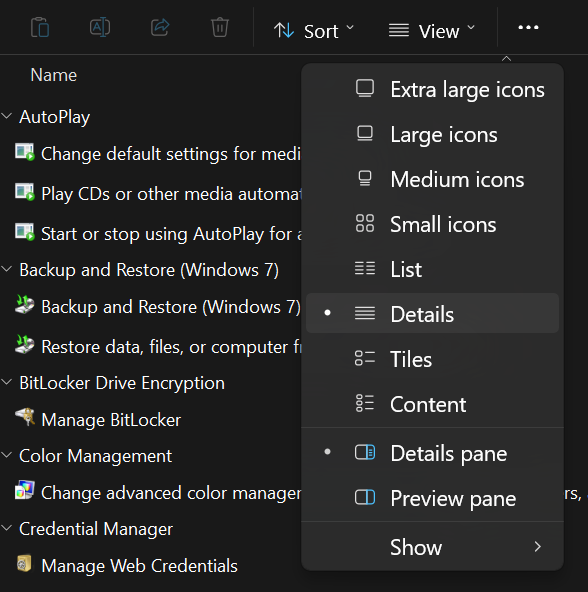 Sort
View
Name
AutoPlay
Change default settings for medi
Play CDs or other media automat
Start or stop using AutoPlay for a
Backup and Restore (Windows 7)
Backup and Restore (Windows 7)
Restore data, files, or computer f
BitLocker Drive Encryption
Manage BitLocker
Color Management
Change advanced color manager
rs,
Credential Manager
Manage Web Credentials
Extra large icons
Large icons
Medium icons
Small icons
List
Details
Tiles
Content
Details pane
Preview pane
Show